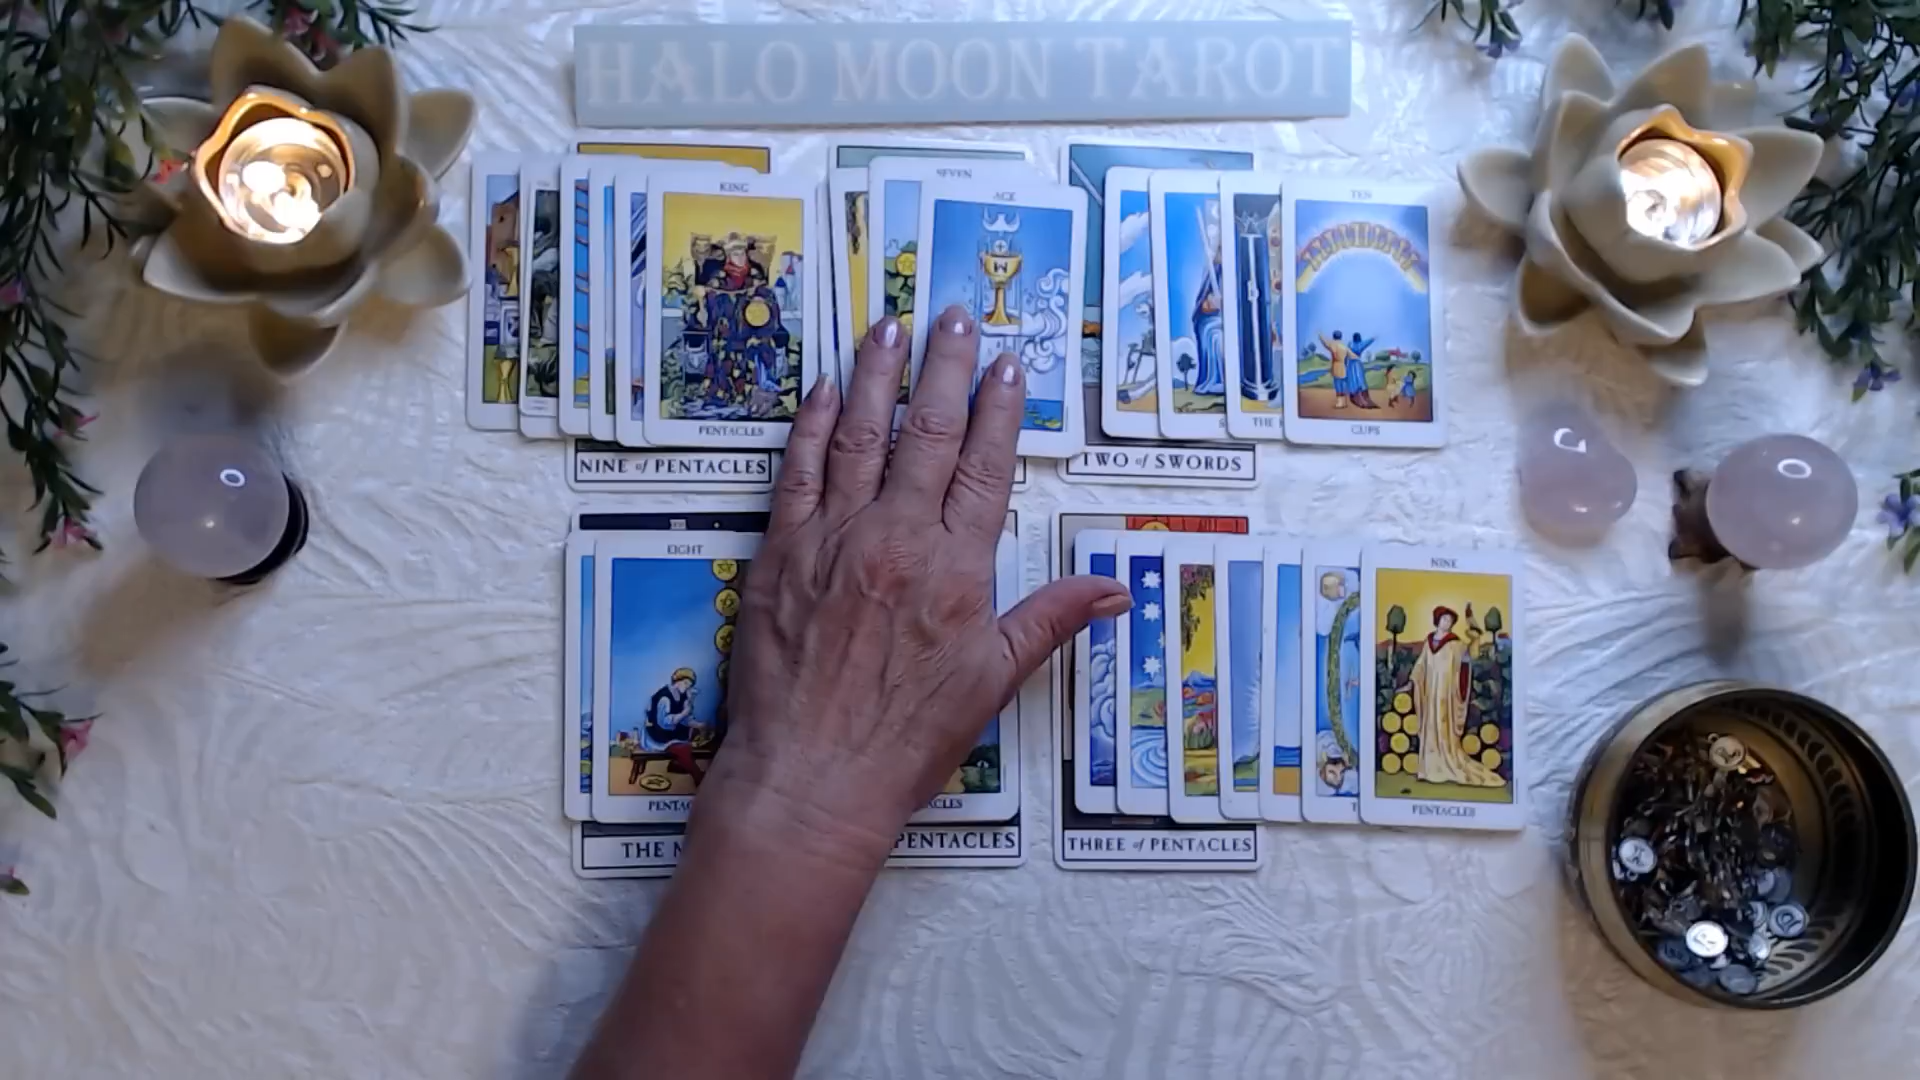 HALO MOON TAROT
KING
PENTACLES
SEVEN
ACE
W
TEN
CUPS
THE
NINE of PENTACLES
TWO of SWORDS
EIGHT
NINE
PENTACLES
THE
PENTACLES
THREE of PENTACLES